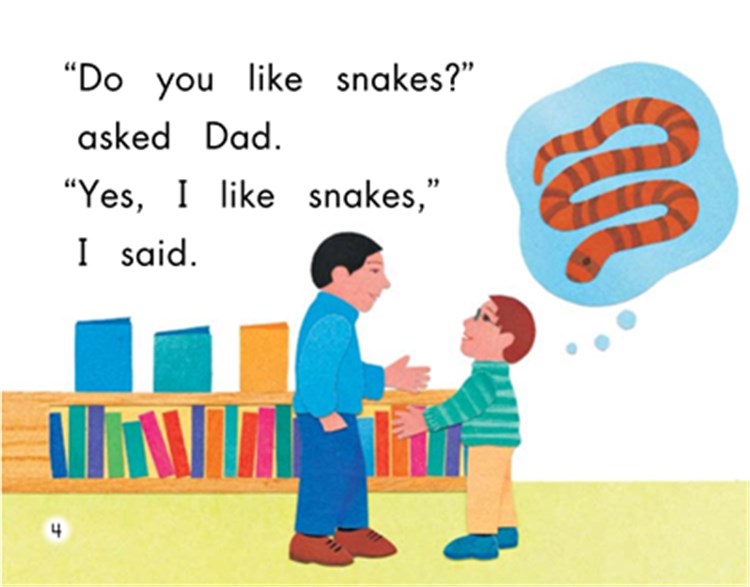 “Do you like snakes?”
asked Dad.
“Yes, I like snakes,”
I said.
4